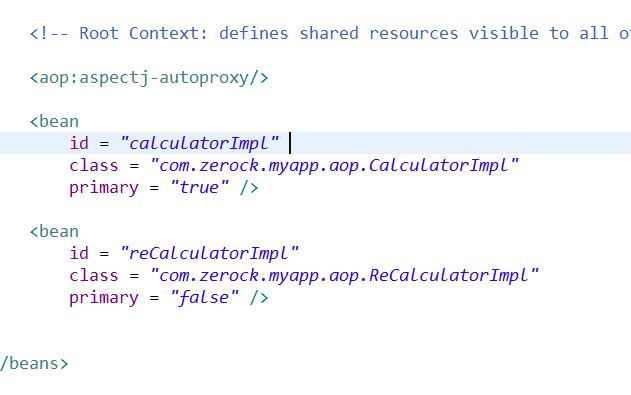 <!-- Root Context: defines shared resources visible to all
<aop:aspectj-autoproxy/>
<bean
id = "calculatorImpl"
class = "com.zerock.myapp.aop.CalculatorImpl"
primary = "true" />
<bean
id = "reCalculatorImpl"
class = "com.zerock.myapp.aop.ReCalculatorImpl"
primary = "false" />
/beans>